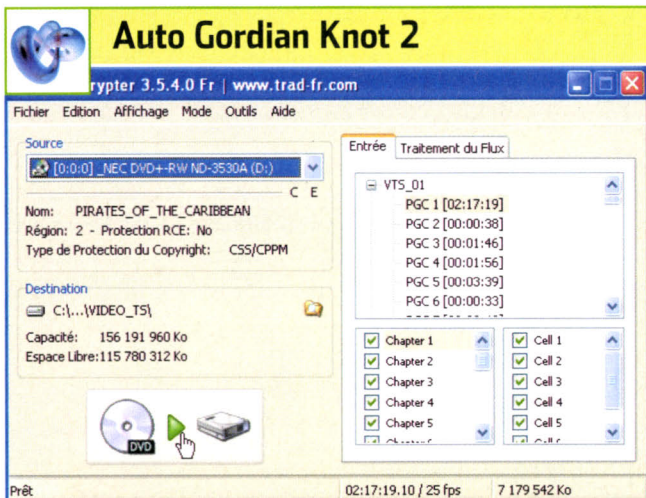 Auto Gordian Knot 2
rypter 3.5.4.0 Fr | www.trad-fr.com
Fichier Edition Affichage Mode Outils Aide
Source
[0:0:0] _NEC DVD+-RW ND-3530A (D:)
C E
Nom: PIRATES_OF_THE_CARIBBEAN
Région: 2 - Protection RCE: No
Type de Protection du Copyright: CSS/CPPM
Destination
C:\...\VIDEO_TS\
Capacité: 156 191 960 Ko
Espace Libre:115 780 312 Ko
DVD
Entrée Traitement du Flux
VTS_01
PGC 1 [02:17:19]
PGC 2 [00:00:38]
PGC 3 [00:01:46]
PGC 4 [00:01:56]
PGC 5 [00:03:39]
PGC 6 [00:00:33]
Chapter 1
Chapter 2
Chapter 3
Chapter 4
Chapter 5
Cell 1
Cell 2
Cell 3
Cell 4
Cell 5
Prêt
02:17:19.10 / 25 fps
7 179 542 Ko